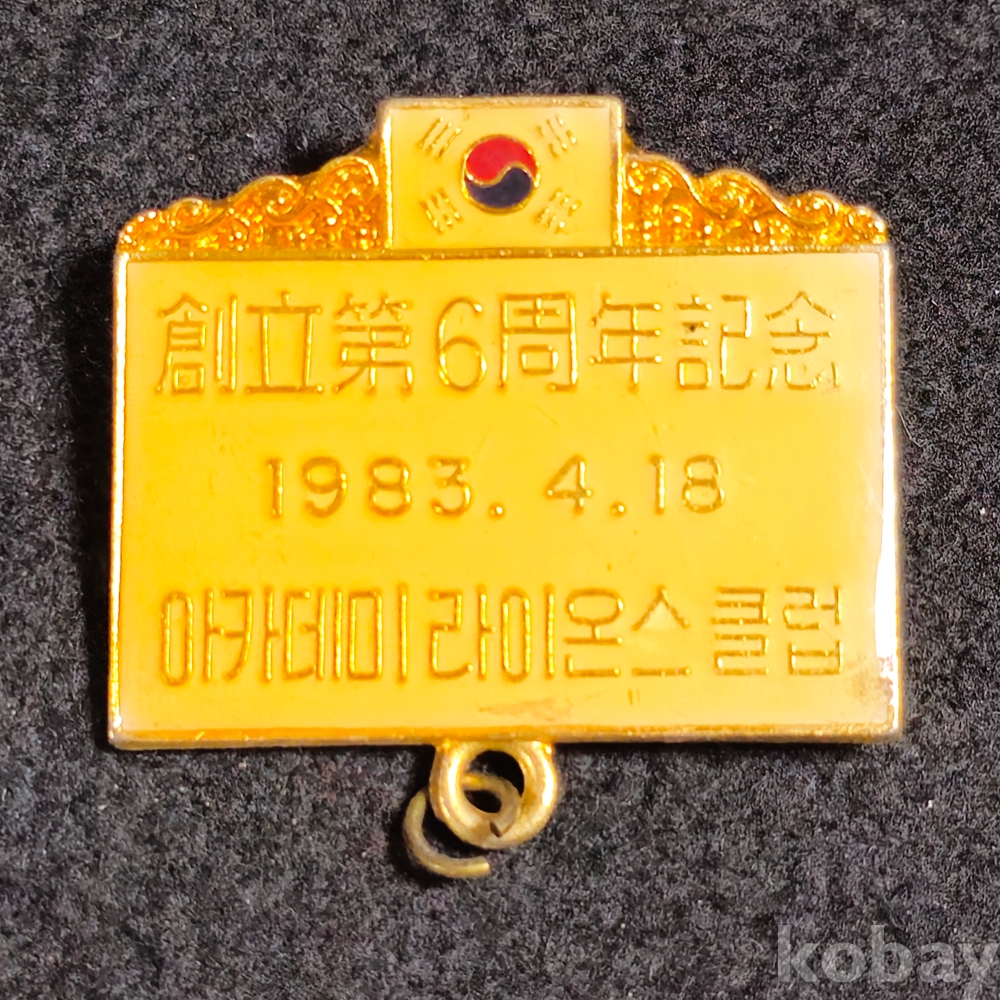 創立第6周年記念
1983. 4. 18
아카데미라이온스클럽
kobay